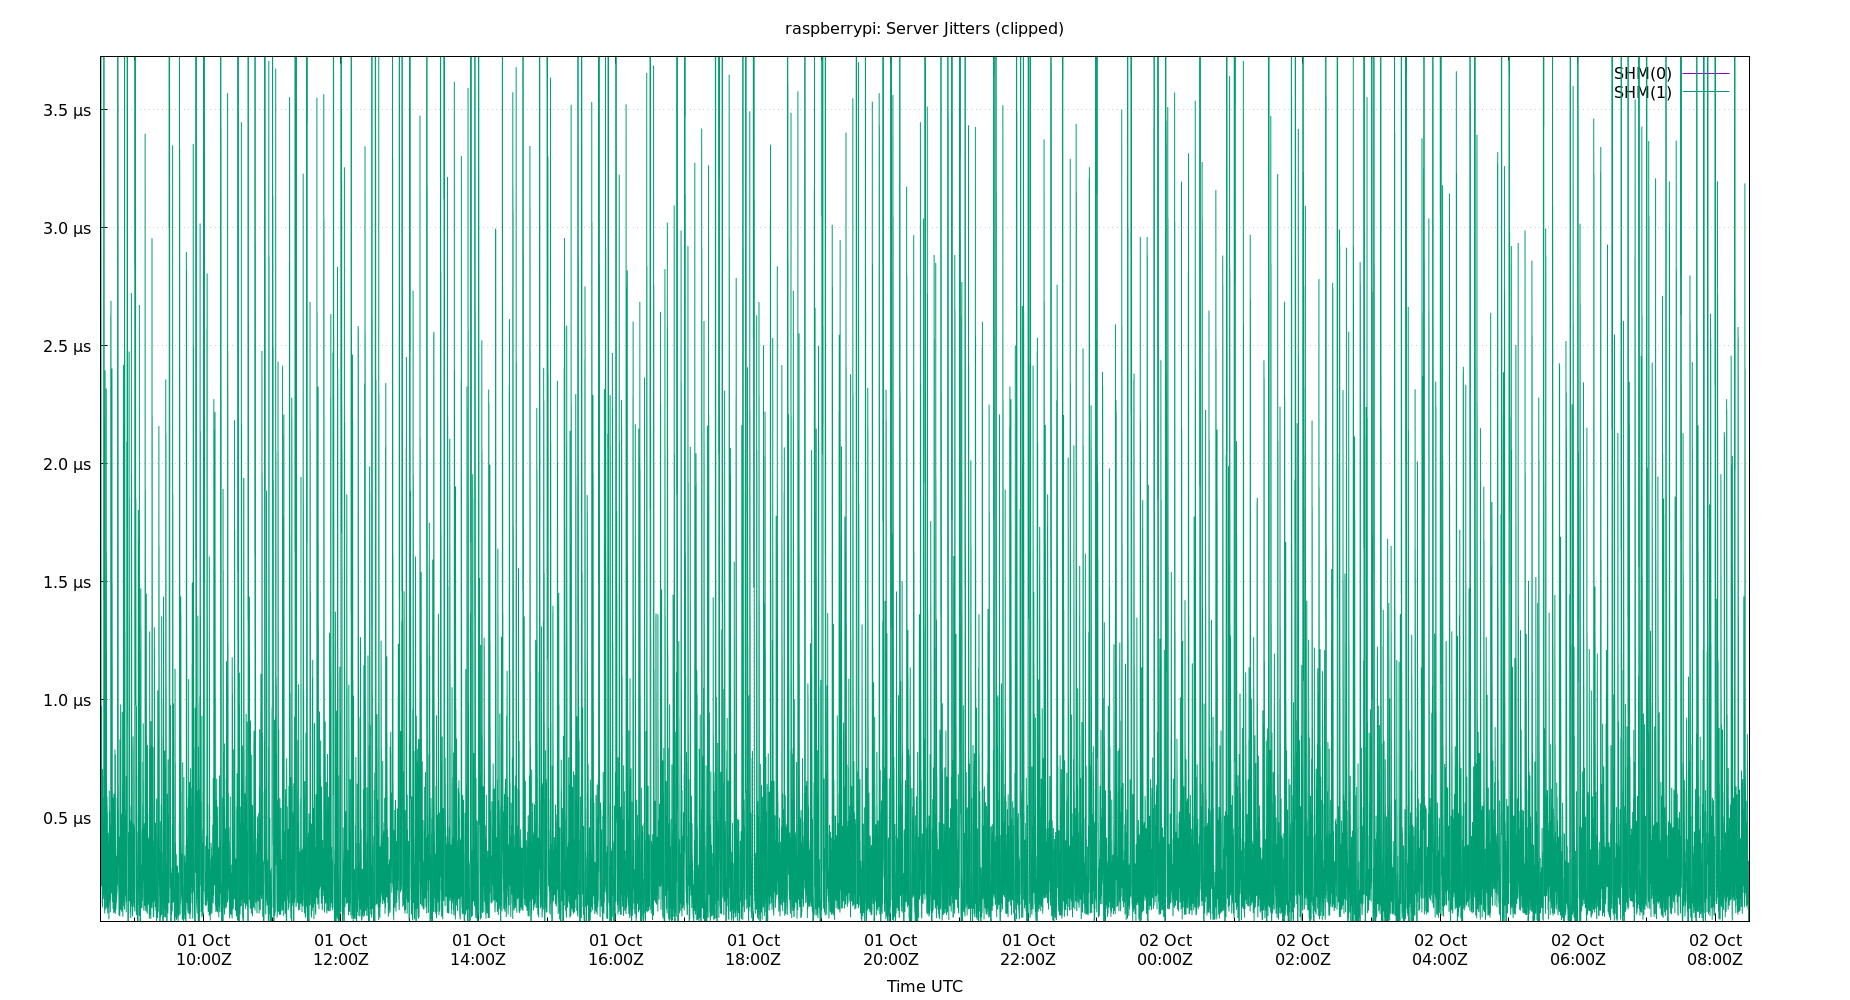 raspberrypi: Server Jitters (clipped)
SHM(0)
SHM(1)
3.5 µs
3.0 µs
2.5 µs
2.0 µs
1.5 µs
1.0 µs
0.5 µs
01 Oct 01 Oct 01 Oct 01 Oct 01 Oct 01 Oct 01 Oct 02 Oct 02 Oct 02 Oct 02 Oct 02 Oct
10:00Z 12:00Z 14:00Z 16:00Z 18:00Z 20:00Z 22:00Z 00:00Z 02:00Z 04:00Z 06:00Z 08:00Z
Time UTC